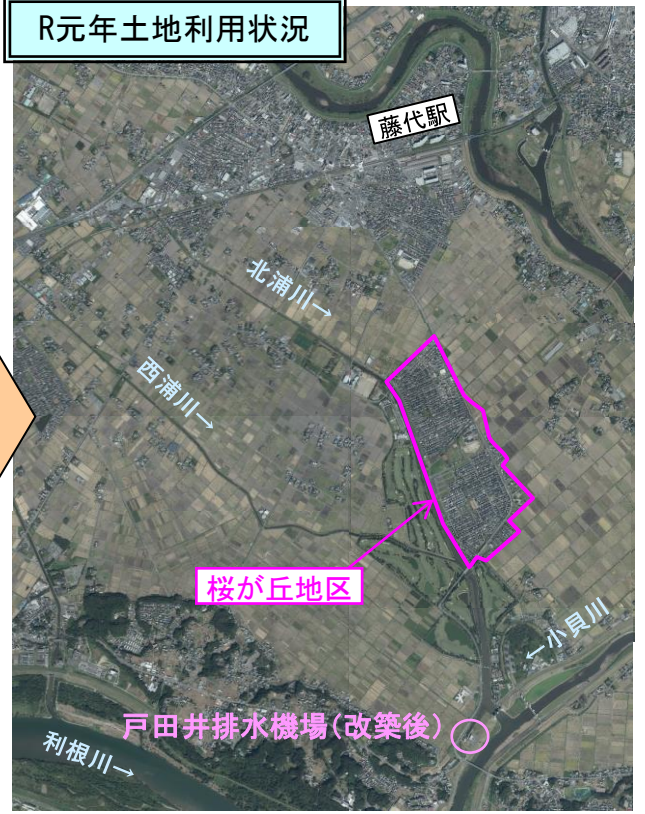 R元年土地利用状況
藤代駅
北浦川→
西浦川→
桜が丘地区
←小貝川
戸田井排水機場(改築後)
利根川→